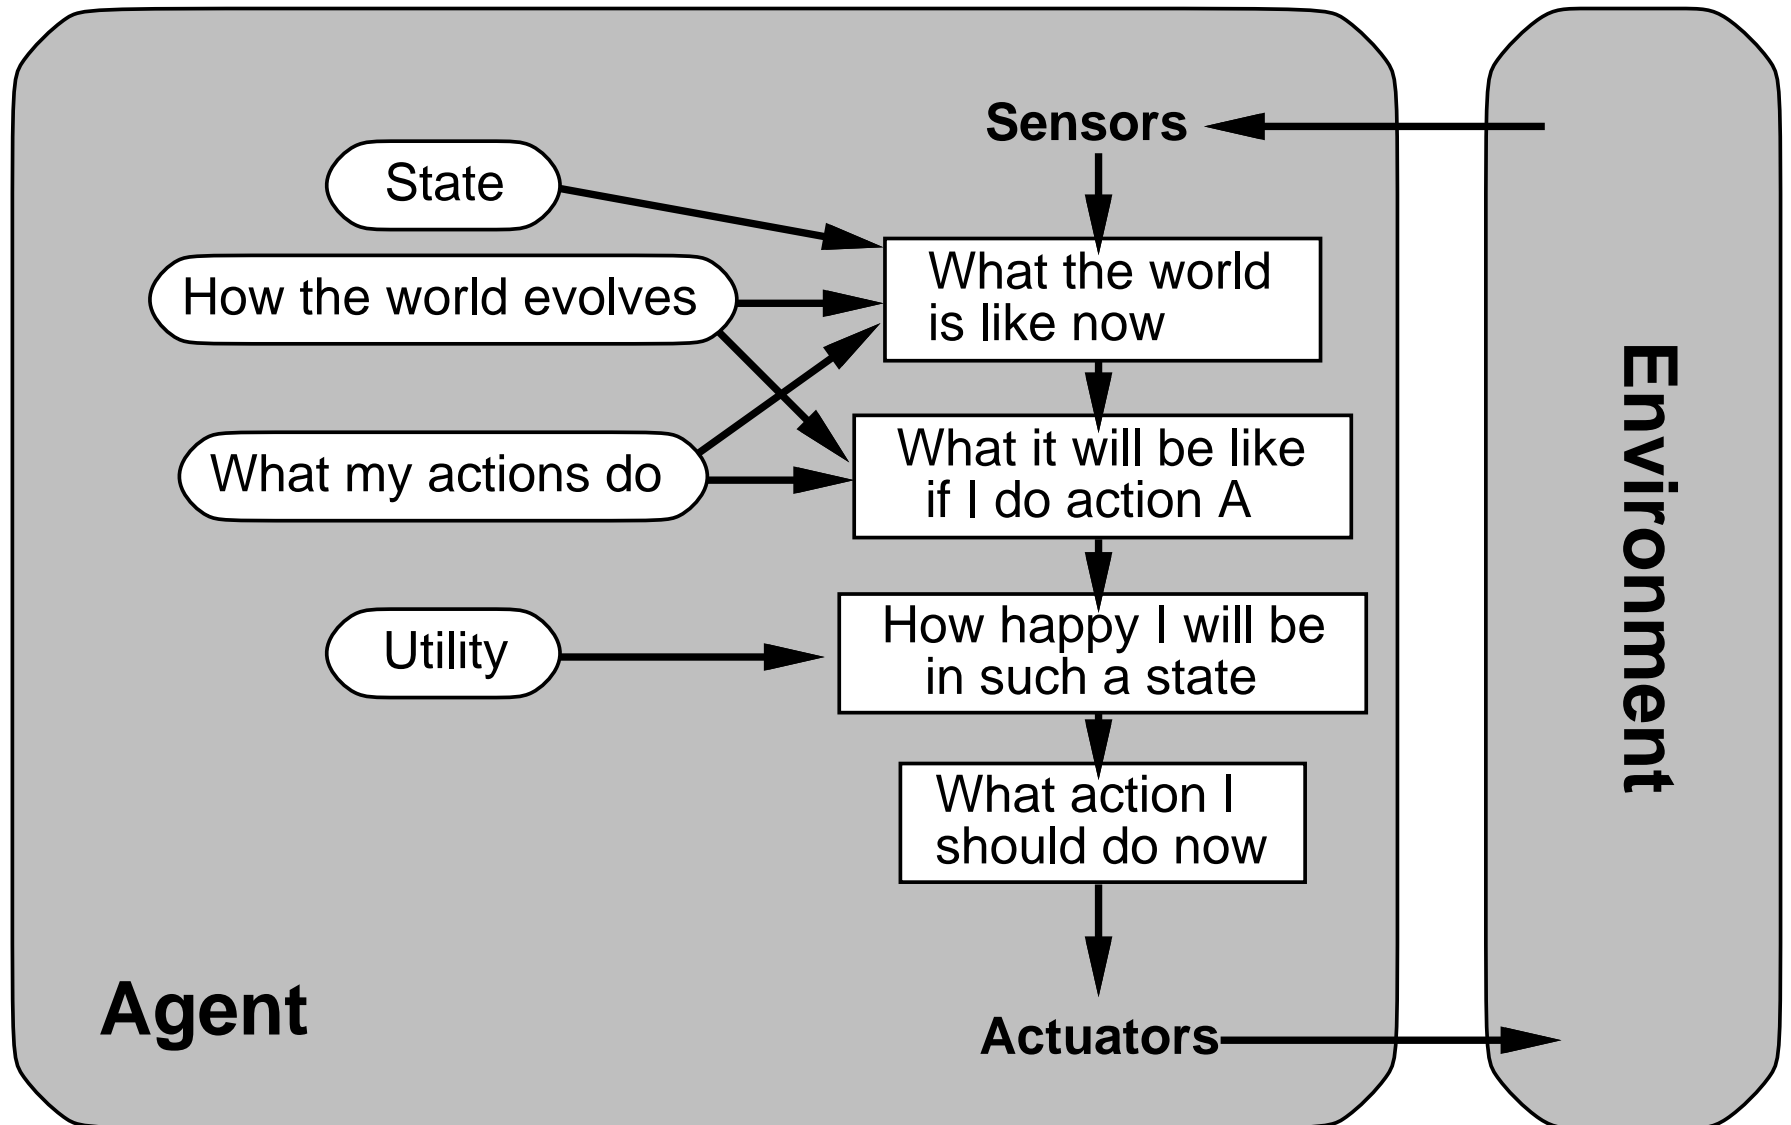 Sensors
State
How the world evolves
What the world
is like now
What my actions do
What it will be like
if I do action A
Utility
How happy I will be
in such a state
What action I
should do now
Agent
Actuators
Environment